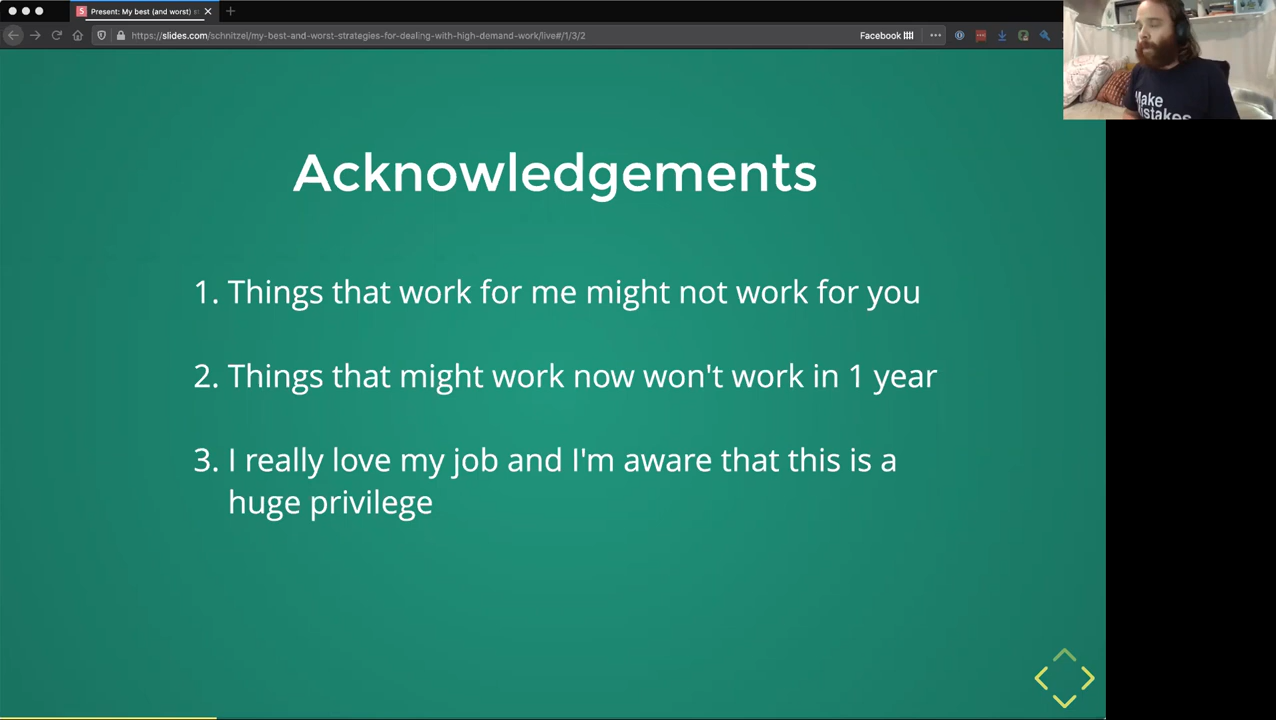 Present: My best (and worst) s
https://slides.com/schnitzel/my-best-and-worst-strategies-for-dealing-with-high-demand-work/live#/1/3/2
Facebook
Make
istakes
Acknowledgements
1. Things that work for me might not work for you
2. Things that might work now won't work in 1 year
3. I really love my job and I'm aware that this is a
huge privilege